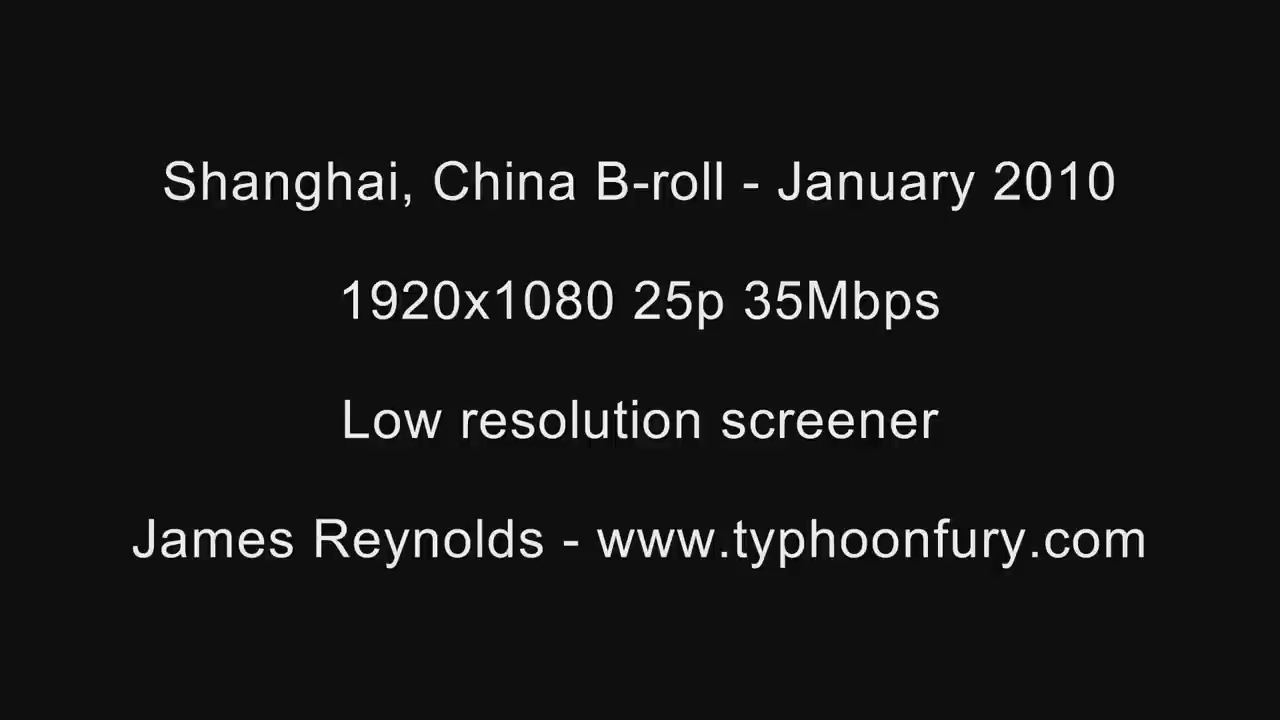 Shanghai, China B-roll - January 2010
1920x1080 25p 35Mbps
Low resolution screener
James Reynolds - www.typhoonfury.com